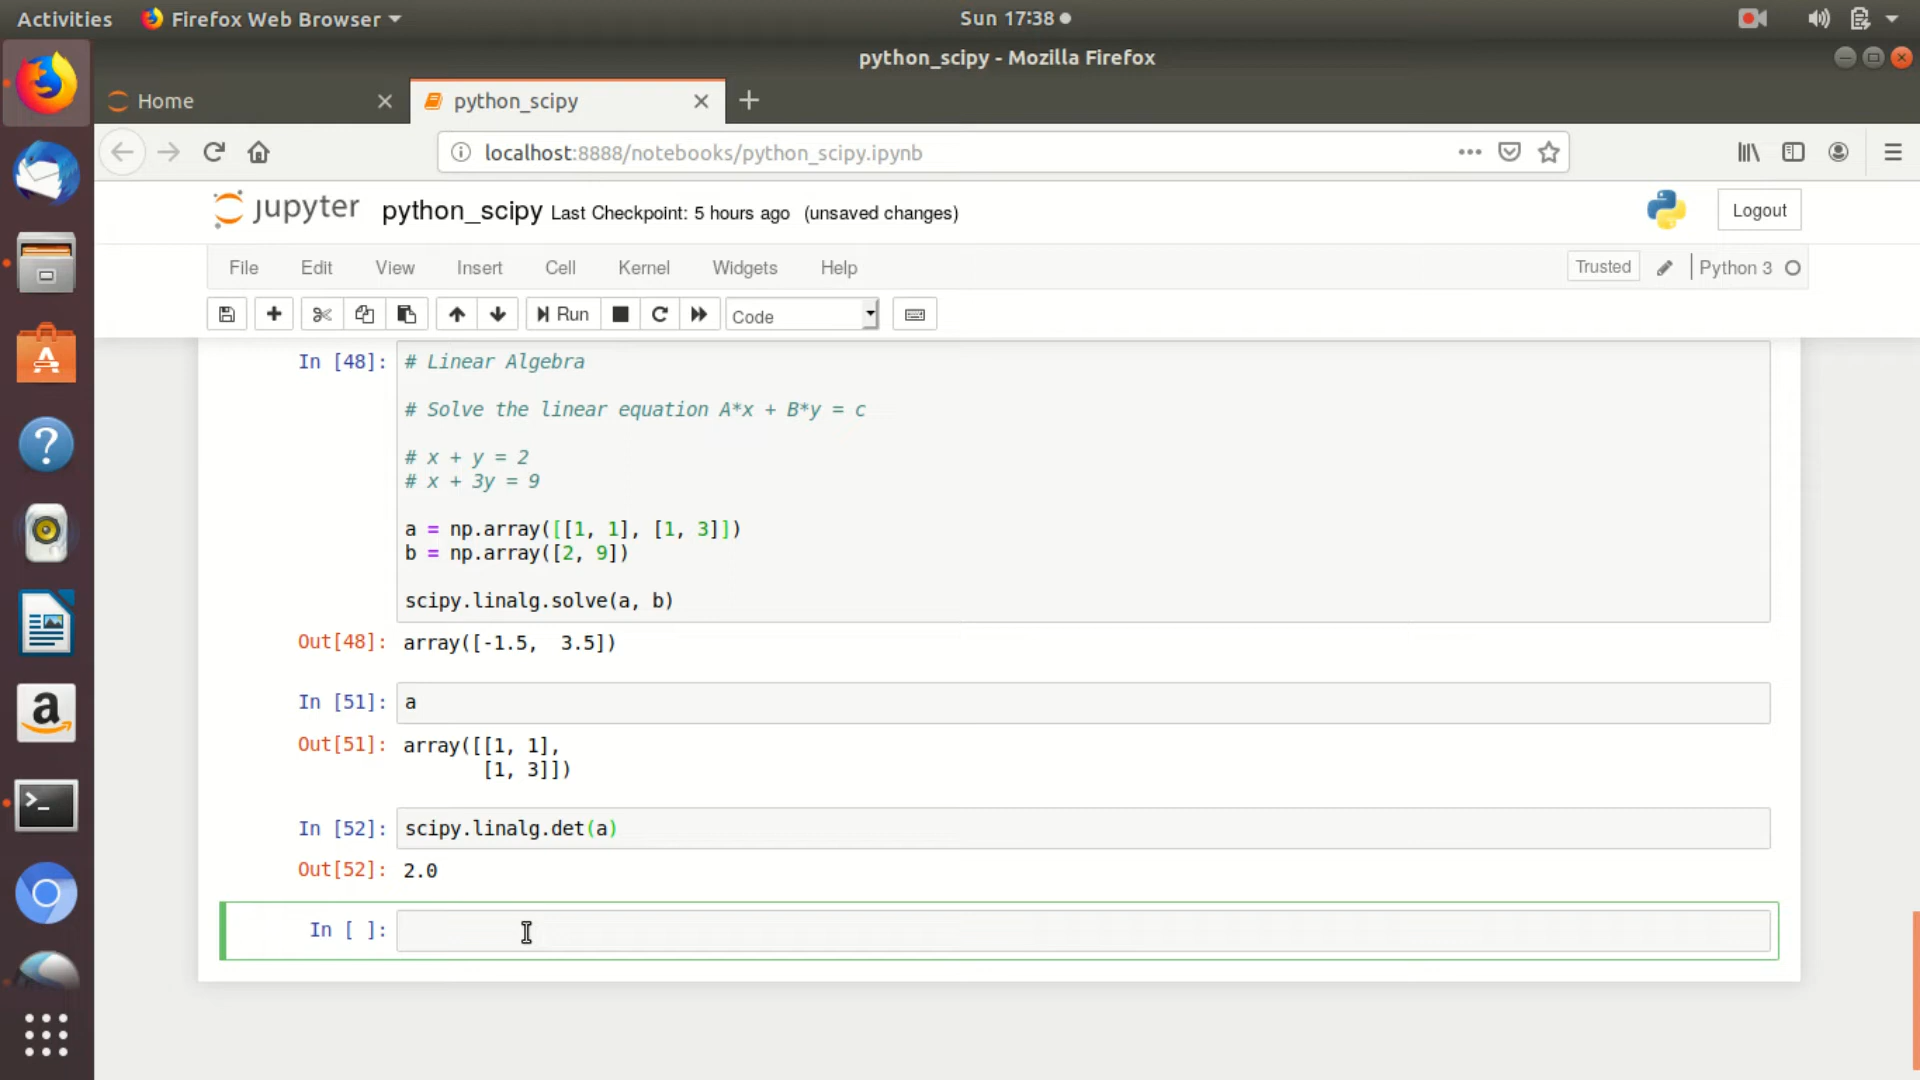 Activities Firefox Web Browser Sun 17:38
python_scipy - Mozilla Firefox
Home python_scipy
localhost:8888/notebooks/python_scipy.ipynb
jupyter python_scipy Last Checkpoint: 5 hours ago (unsaved changes) Logout
File Edit View Insert Cell Kernel Widgets Help Trusted Python 3
Run Code
In [48]: # Linear Algebra
# Solve the linear equation A*x + B*y = c
# x + y = 2
# x + 3y = 9
a = np.array([[1, 1], [1, 3]])
b = np.array([2, 9])
scipy.linalg.solve(a, b)
Out[48]: array([-1.5,  3.5])
In [51]: a
Out[51]: array([[1, 1],
[1, 3]])
In [52]: scipy.linalg.det(a)
Out[52]: 2.0
In [ ]: